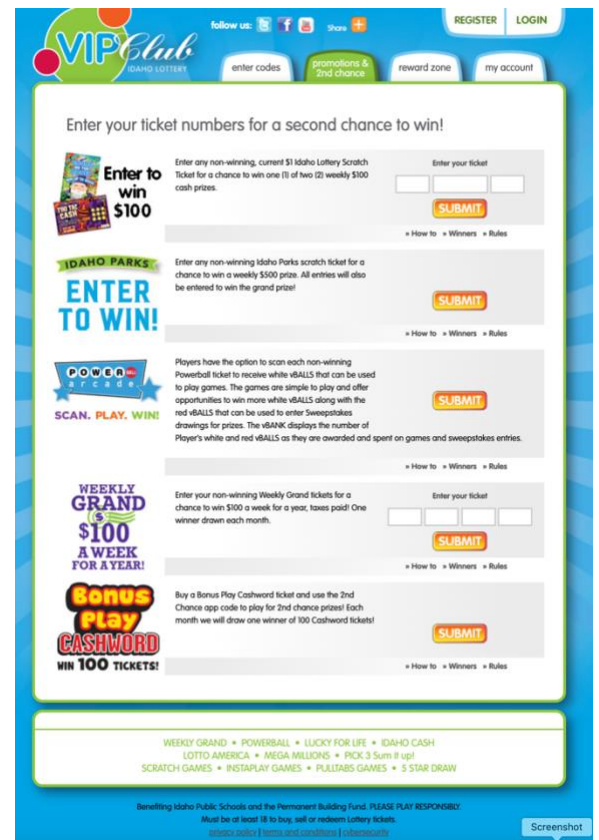 follow us:
Share
REGISTER
LOGIN
VIP Club
IDAHO LOTTERY
enter codes
promotions &
2nd chance
reward zone
my account
Enter your ticket numbers for a second chance to win!
Enter to
win
$100
Enter any non-winning, current $1 Idaho Lottery Scratch
Ticket for a chance to win one (1) of two (2) weekly $100
cash prizes.
Enter your ticket
SUBMIT
» How to » Winners » Rules
IDAHO PARKS
ENTER
TO WIN!
Enter any non-winning Idaho Parks scratch ticket for a
chance to win a weekly $500 prize. All entries will also
be entered to win the grand prize!
SUBMIT
» How to » Winners » Rules
POWER BALL
arcade
SCAN. PLAY. WIN!
Players have the option to scan each non-winning
Powerball ticket to receive white vBALLS that can be used
to play games. The games are simple to play and offer
opportunities to win more white vBALLS along with the
red vBALLS that can be used to enter Sweepstakes
drawings for prizes. The vBANK displays the number of
Player's white and red vBALLS as they are awarded and spent on games and sweepstakes entries.
SUBMIT
» How to » Winners » Rules
WEEKLY
GRAND
$
$100
A WEEK
FOR A YEAR!
Enter your non-winning Weekly Grand tickets for a
chance to win $100 a week for a year, taxes paid! One
winner drawn each month.
Enter your ticket
SUBMIT
» How to » Winners » Rules
Bonus
Play
CASHWORD
WIN 100 TICKETS!
Buy a Bonus Play Cashword ticket and use the 2nd
Chance app code to play for 2nd chance prizes! Each
month we will draw one winner of 100 Cashword tickets!
SUBMIT
» How to » Winners » Rules
WEEKLY GRAND • POWERBALL • LUCKY FOR LIFE • IDAHO CASH
LOTTO AMERICA • MEGA MILLIONS • PICK 3 Sum It up!
SCRATCH GAMES • INSTAPLAY GAMES • PULLTABS GAMES • 5 STAR DRAW
Benefiting Idaho Public Schools and the Permanent Building Fund. PLEASE PLAY RESPONSIBLY.
Must be at least 18 to buy, sell or redeem Lottery tickets.
privacy policy | terms and conditions | cybersecurity
Screenshot